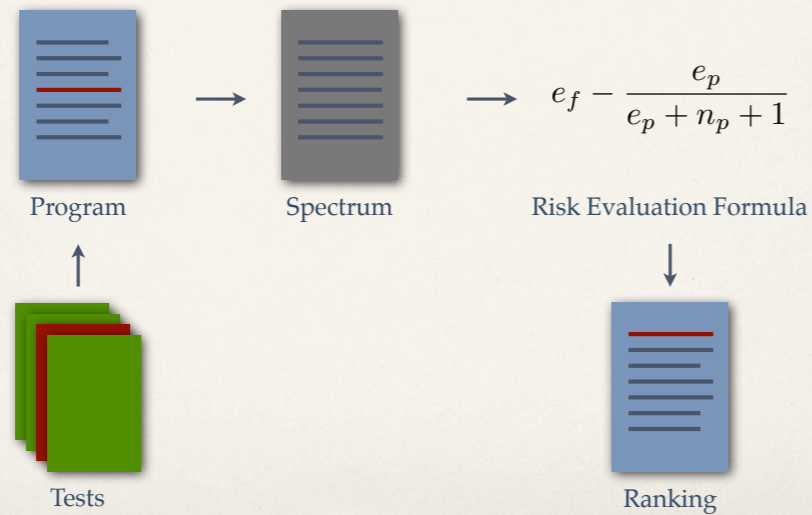 Program
Spectrum
e_f − e_p / (e_p + n_p + 1)
Risk Evaluation Formula
Tests
Ranking